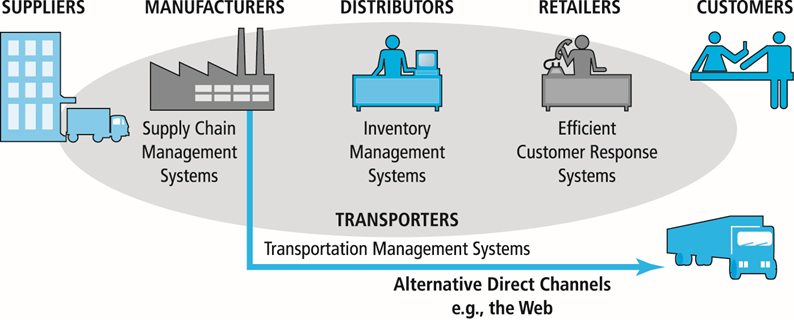 SUPPLIERS
MANUFACTURERS
DISTRIBUTORS
RETAILERS
CUSTOMERS
Supply Chain
Management
Systems
Inventory
Management
Systems
Efficient
Customer Response
Systems
TRANSPORTERS
Transportation Management Systems
Alternative Direct Channels
e.g., the Web